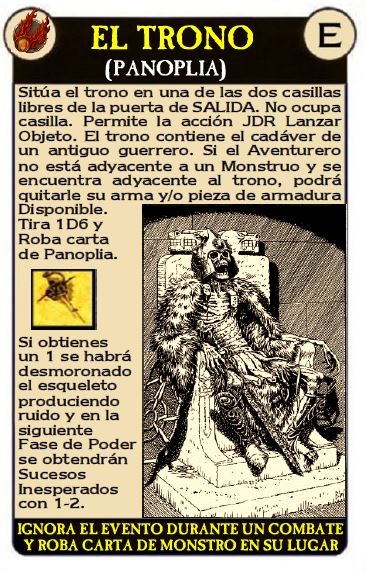 EL TRONO
E
(PANOPLIA)
Sitúa el trono en una de las dos casillas
libres de la puerta de SALIDA. No ocupa
casilla. Permite la acción JDR Lanzar
Objeto. El trono contiene el cadáver de
un antiguo guerrero. Si el Aventurero
no está adyacente a un Monstruo y se
encuentra adyacente al trono, podrá
quitarle su arma y/o pieza de armadura
Disponible.
Tira 1D6 y
Roba carta
de Panoplia.
Si obtienes
un 1 se habrá
desmoronado
el esqueleto
produciendo
ruido y en la
siguiente
Fase de Poder
se obtendrán
Sucesos
Inesperados
con 1-2.
IGNORA EL EVENTO DURANTE UN COMBATE
Y ROBA CARTA DE MONSTRO EN SU LUGAR